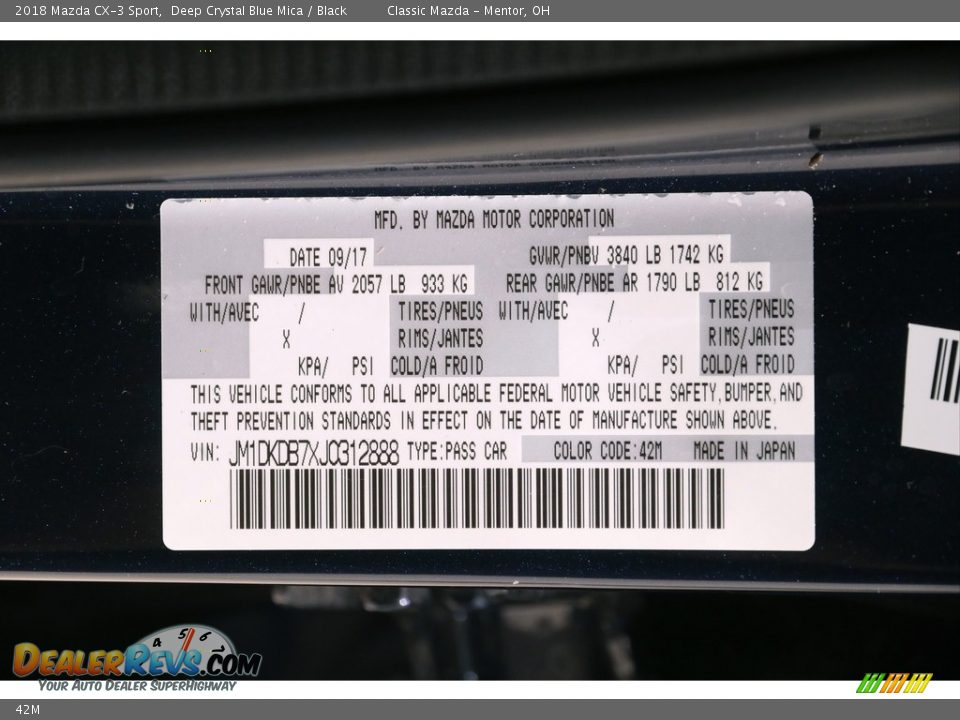 2018 Mazda CX-3 Sport,  Deep Crystal Blue Mica / Black        Classic Mazda - Mentor, OH
MFD. BY MAZDA MOTOR CORPORATION
DATE 09/17 GVWR/PNBV 3840 LB 1742 KG
FRONT GAWR/PNBE AV 2057 LB 933 KG REAR GAWR/PNBE AR 1790 LB 812 KG
WITH/AVEC / TIRES/PNEUS WITH/AVEC / TIRES/PNEUS
X RIMS/JANTES X RIMS/JANTES
KPA/ PSI COLD/A FROID KPA/ PSI COLD/A FROID
THIS VEHICLE CONFORMS TO ALL APPLICABLE FEDERAL MOTOR VEHICLE SAFETY,BUMPER,AND
THEFT PREVENTION STANDARDS IN EFFECT ON THE DATE OF MANUFACTURE SHOWN ABOVE.
VIN: JM1DKDB7XJ0312888 TYPE:PASS CAR COLOR CODE:42M MADE IN JAPAN
4 5 6
DEALERREVS.COM
YOUR AUTO DEALER SUPERHIGHWAY
42M